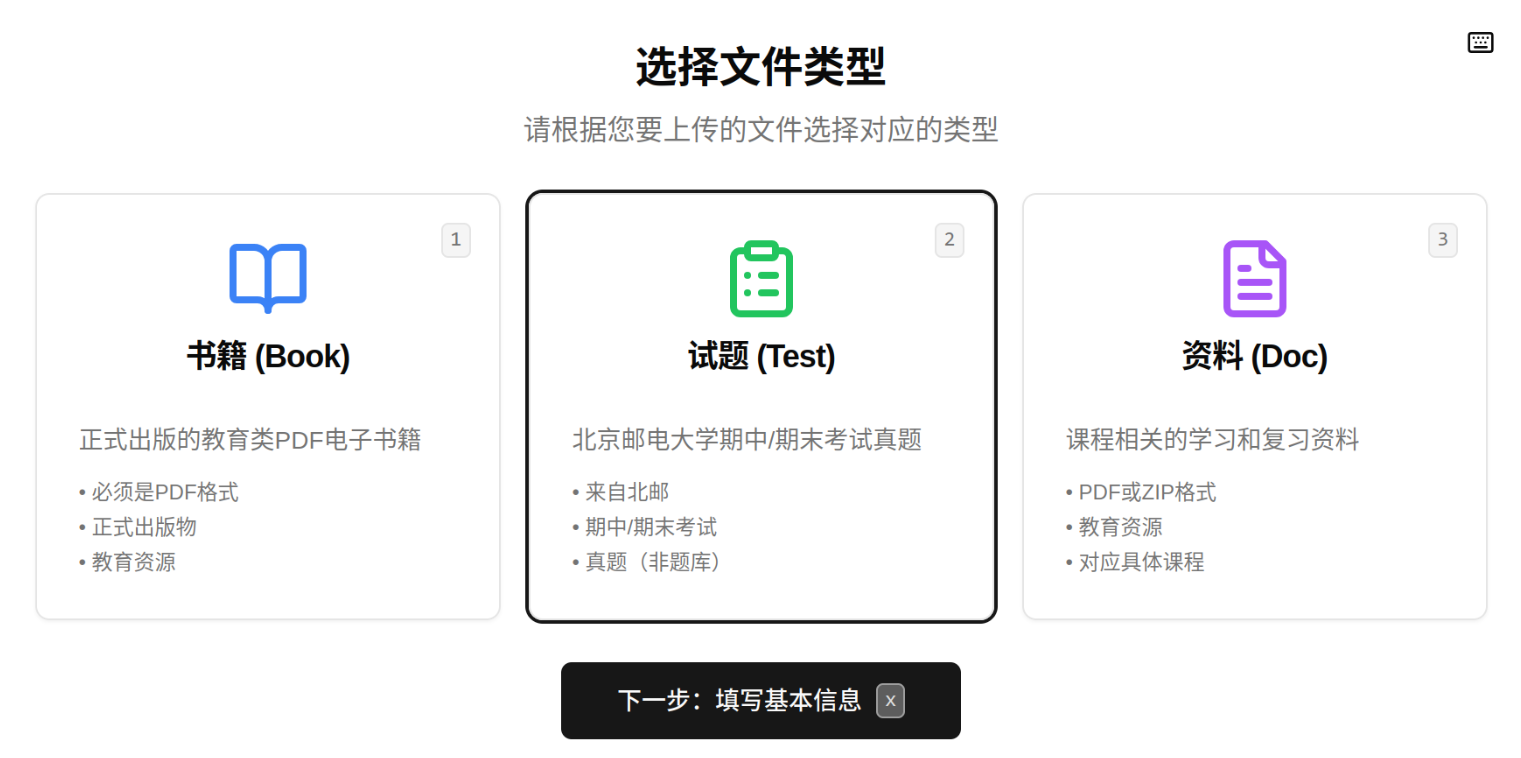 选择文件类型
请根据您要上传的文件选择对应的类型
1
书籍 (Book)
正式出版的教育类PDF电子书籍
• 必须是PDF格式
• 正式出版物
• 教育资源
2
试题 (Test)
北京邮电大学期中/期末考试真题
• 来自北邮
• 期中/期末考试
• 真题（非题库）
3
资料 (Doc)
课程相关的学习和复习资料
• PDF或ZIP格式
• 教育资源
• 对应具体课程
下一步：填写基本信息 x